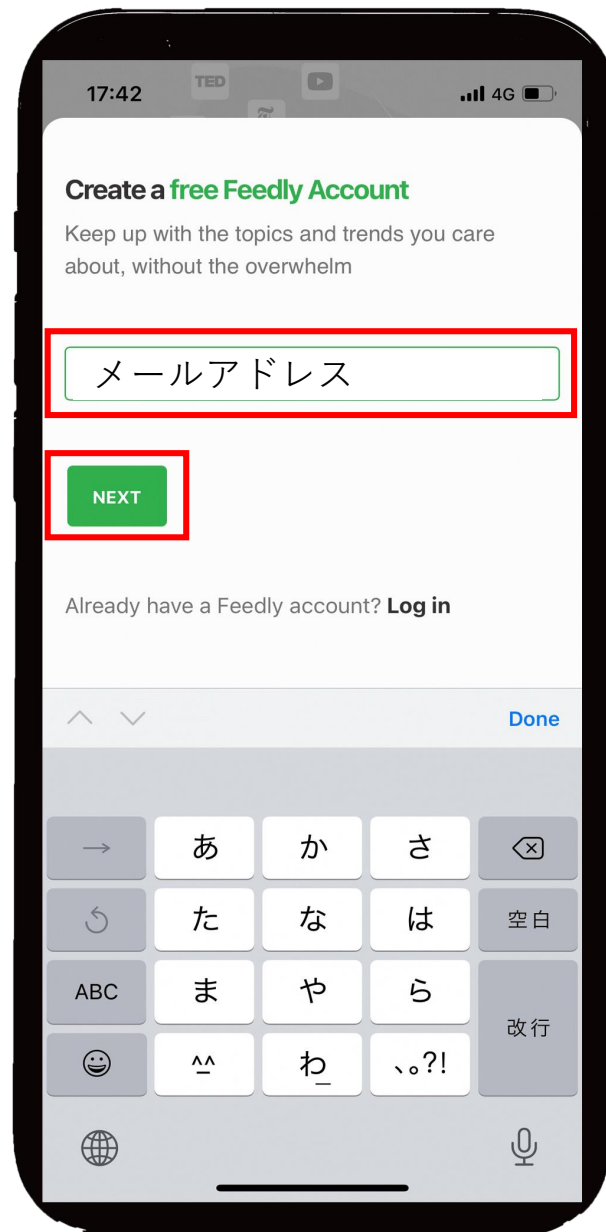 17:42
TED
4G
Create a free Feedly Account
Keep up with the topics and trends you care
about, without the overwhelm
メールアドレス
NEXT
Already have a Feedly account? Log in
Done
→ あ か さ
た な は 空白
ABC ま や ら
改行
^^ わ_ 、。?!